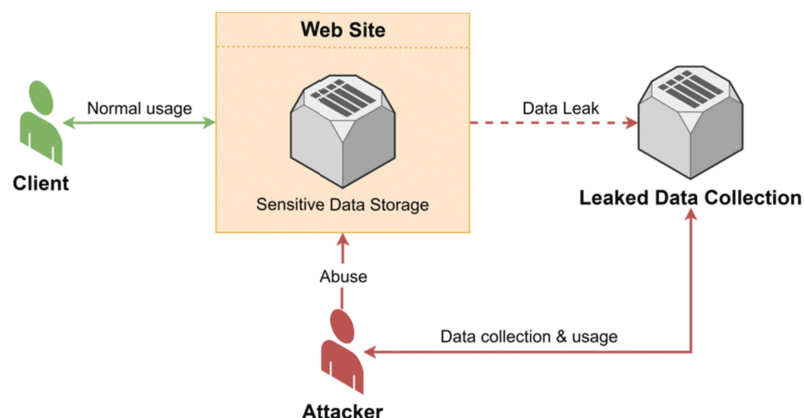 Web Site
Normal usage
Data Leak
Client
Sensitive Data Storage
Leaked Data Collection
Abuse
Data collection & usage
Attacker